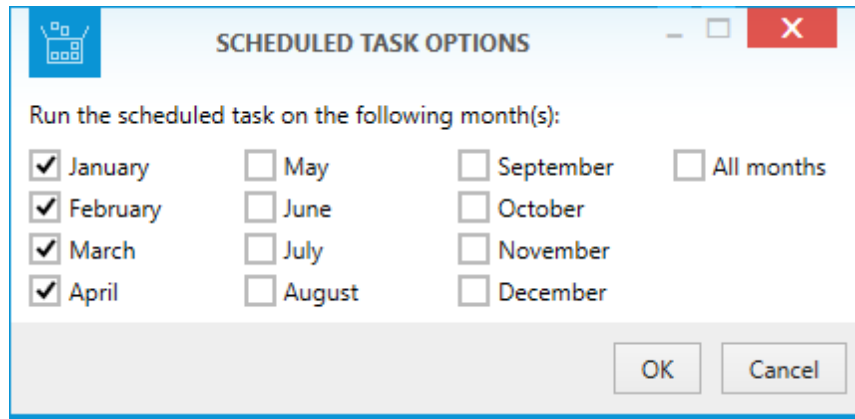 SCHEDULED TASK OPTIONS
Run the scheduled task on the following month(s):
January May September All months
February June October
March July November
April August December
OK Cancel